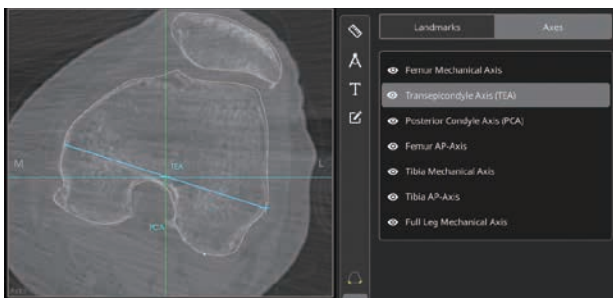 Landmarks
Axes
Femur Mechanical Axis
Transepicondyle Axis (TEA)
Posterior Condyle Axis (PCA)
Femur AP-Axis
Tibia Mechanical Axis
Tibia AP-Axis
Full Leg Mechanical Axis
T
TEA
M
L
PCA